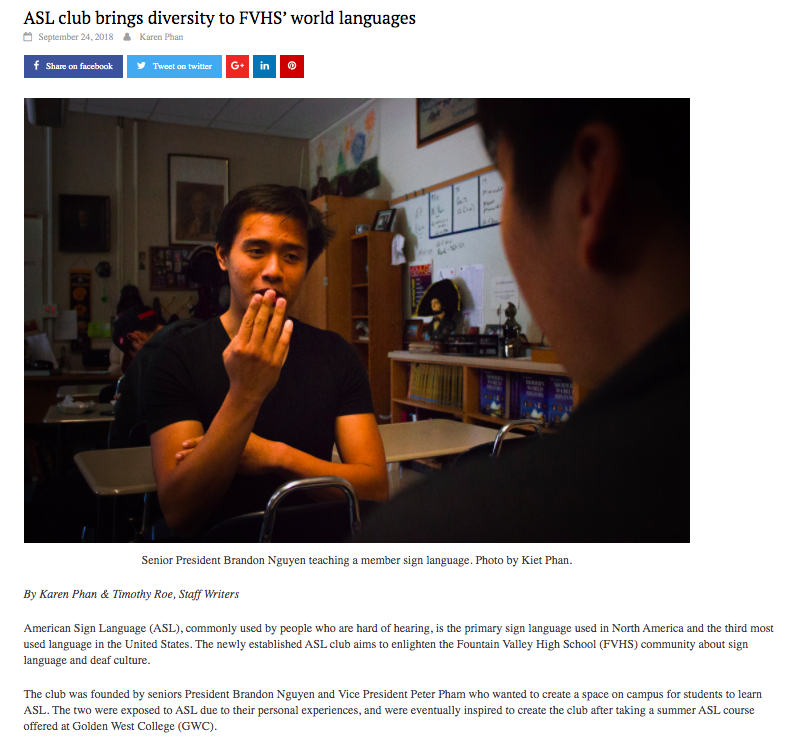 ASL club brings diversity to FVHS’ world languages
September 24, 2018 Karen Phan
Share on facebook Tweet on twitter G+ in
MODERN WORLD HISTORY
Senior President Brandon Nguyen teaching a member sign language. Photo by Kiet Phan.
By Karen Phan & Timothy Roe, Staff Writers
American Sign Language (ASL), commonly used by people who are hard of hearing, is the primary sign language used in North America and the third most
used language in the United States. The newly established ASL club aims to enlighten the Fountain Valley High School (FVHS) community about sign
language and deaf culture.
The club was founded by seniors President Brandon Nguyen and Vice President Peter Pham who wanted to create a space on campus for students to learn
ASL. The two were exposed to ASL due to their personal experiences, and were eventually inspired to create the club after taking a summer ASL course
offered at Golden West College (GWC).